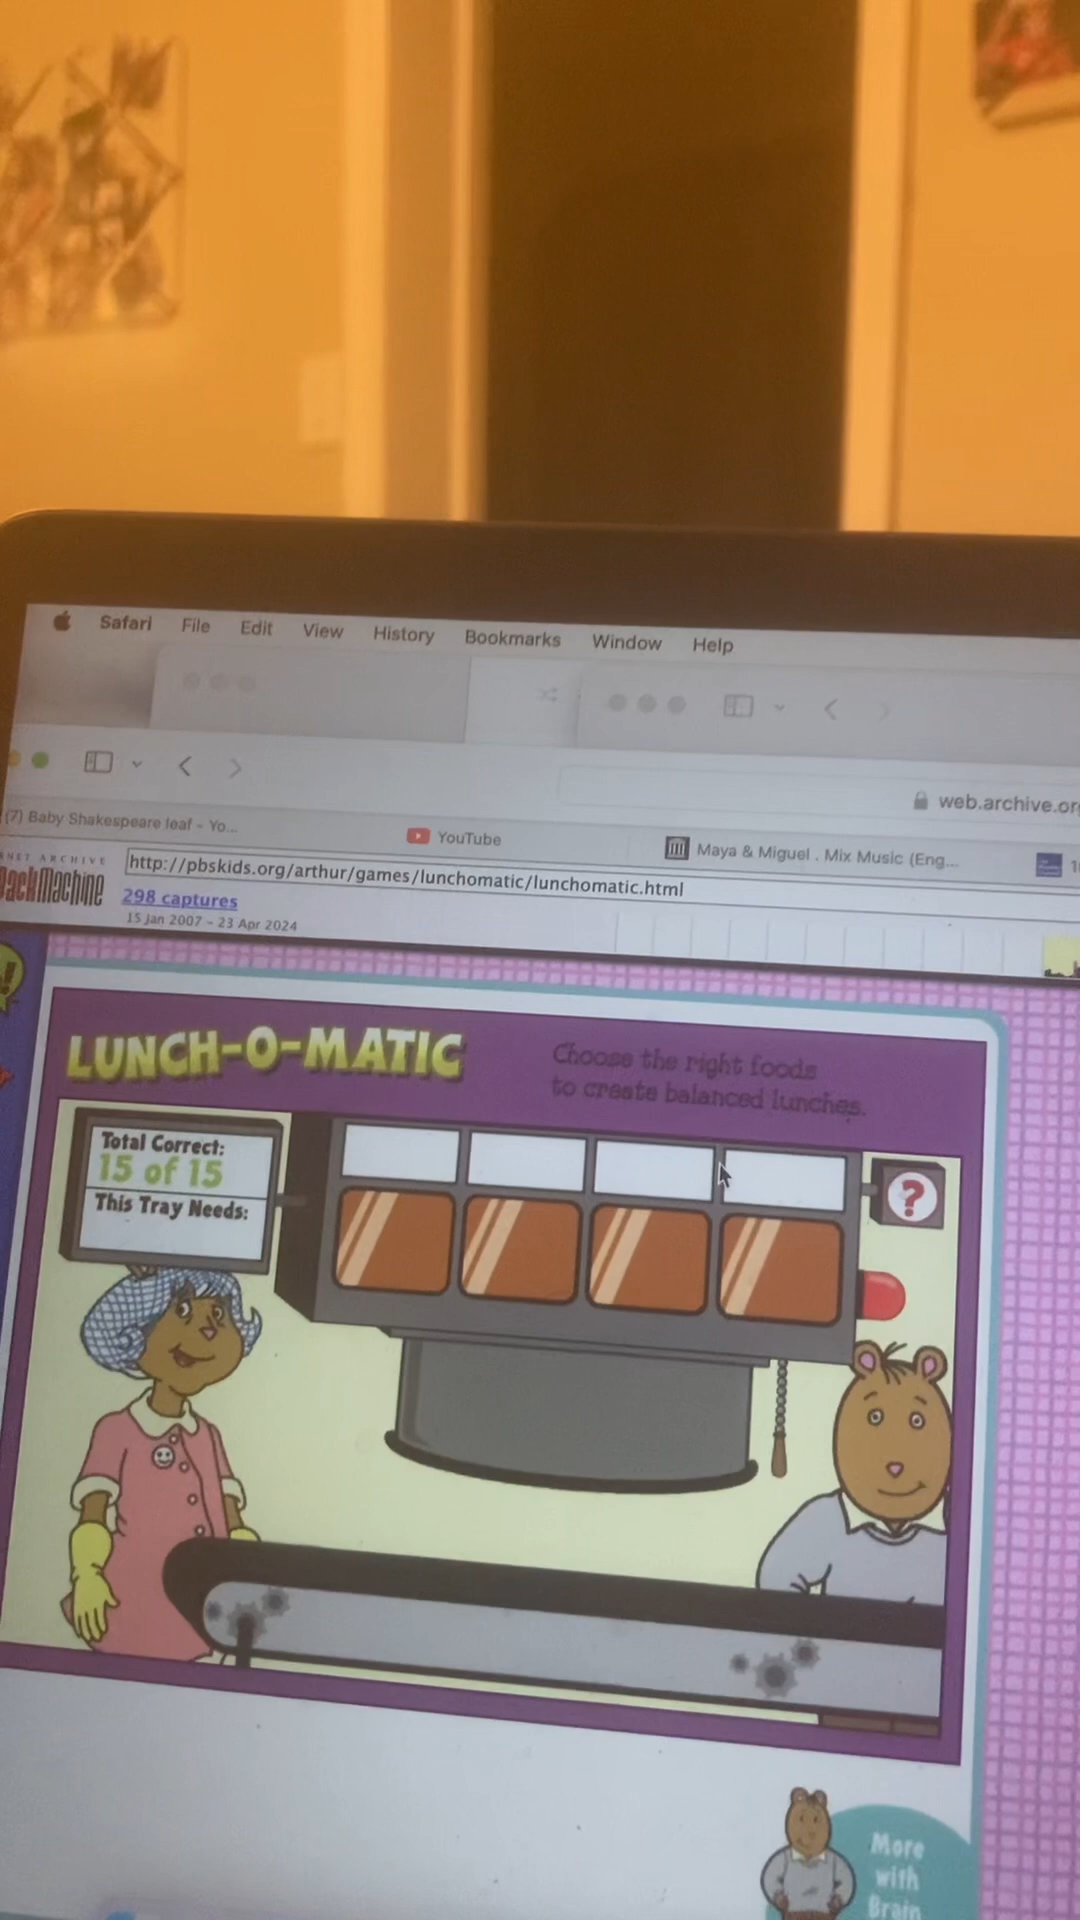 Safari File Edit View History Bookmarks Window Help
web.archive.or
(7) Baby Shakespeare leaf - Yo...
YouTube
Maya & Miguel . Mix Music (Eng...
http://pbskids.org/arthur/games/lunchomatic/lunchomatic.html
298 captures
15 Jan 2007 - 23 Apr 2024
LUNCH-O-MATIC
Choose the right foods
to create balanced lunches.
Total Correct:
15 of 15
This Tray Needs:
?
More
with
Brain